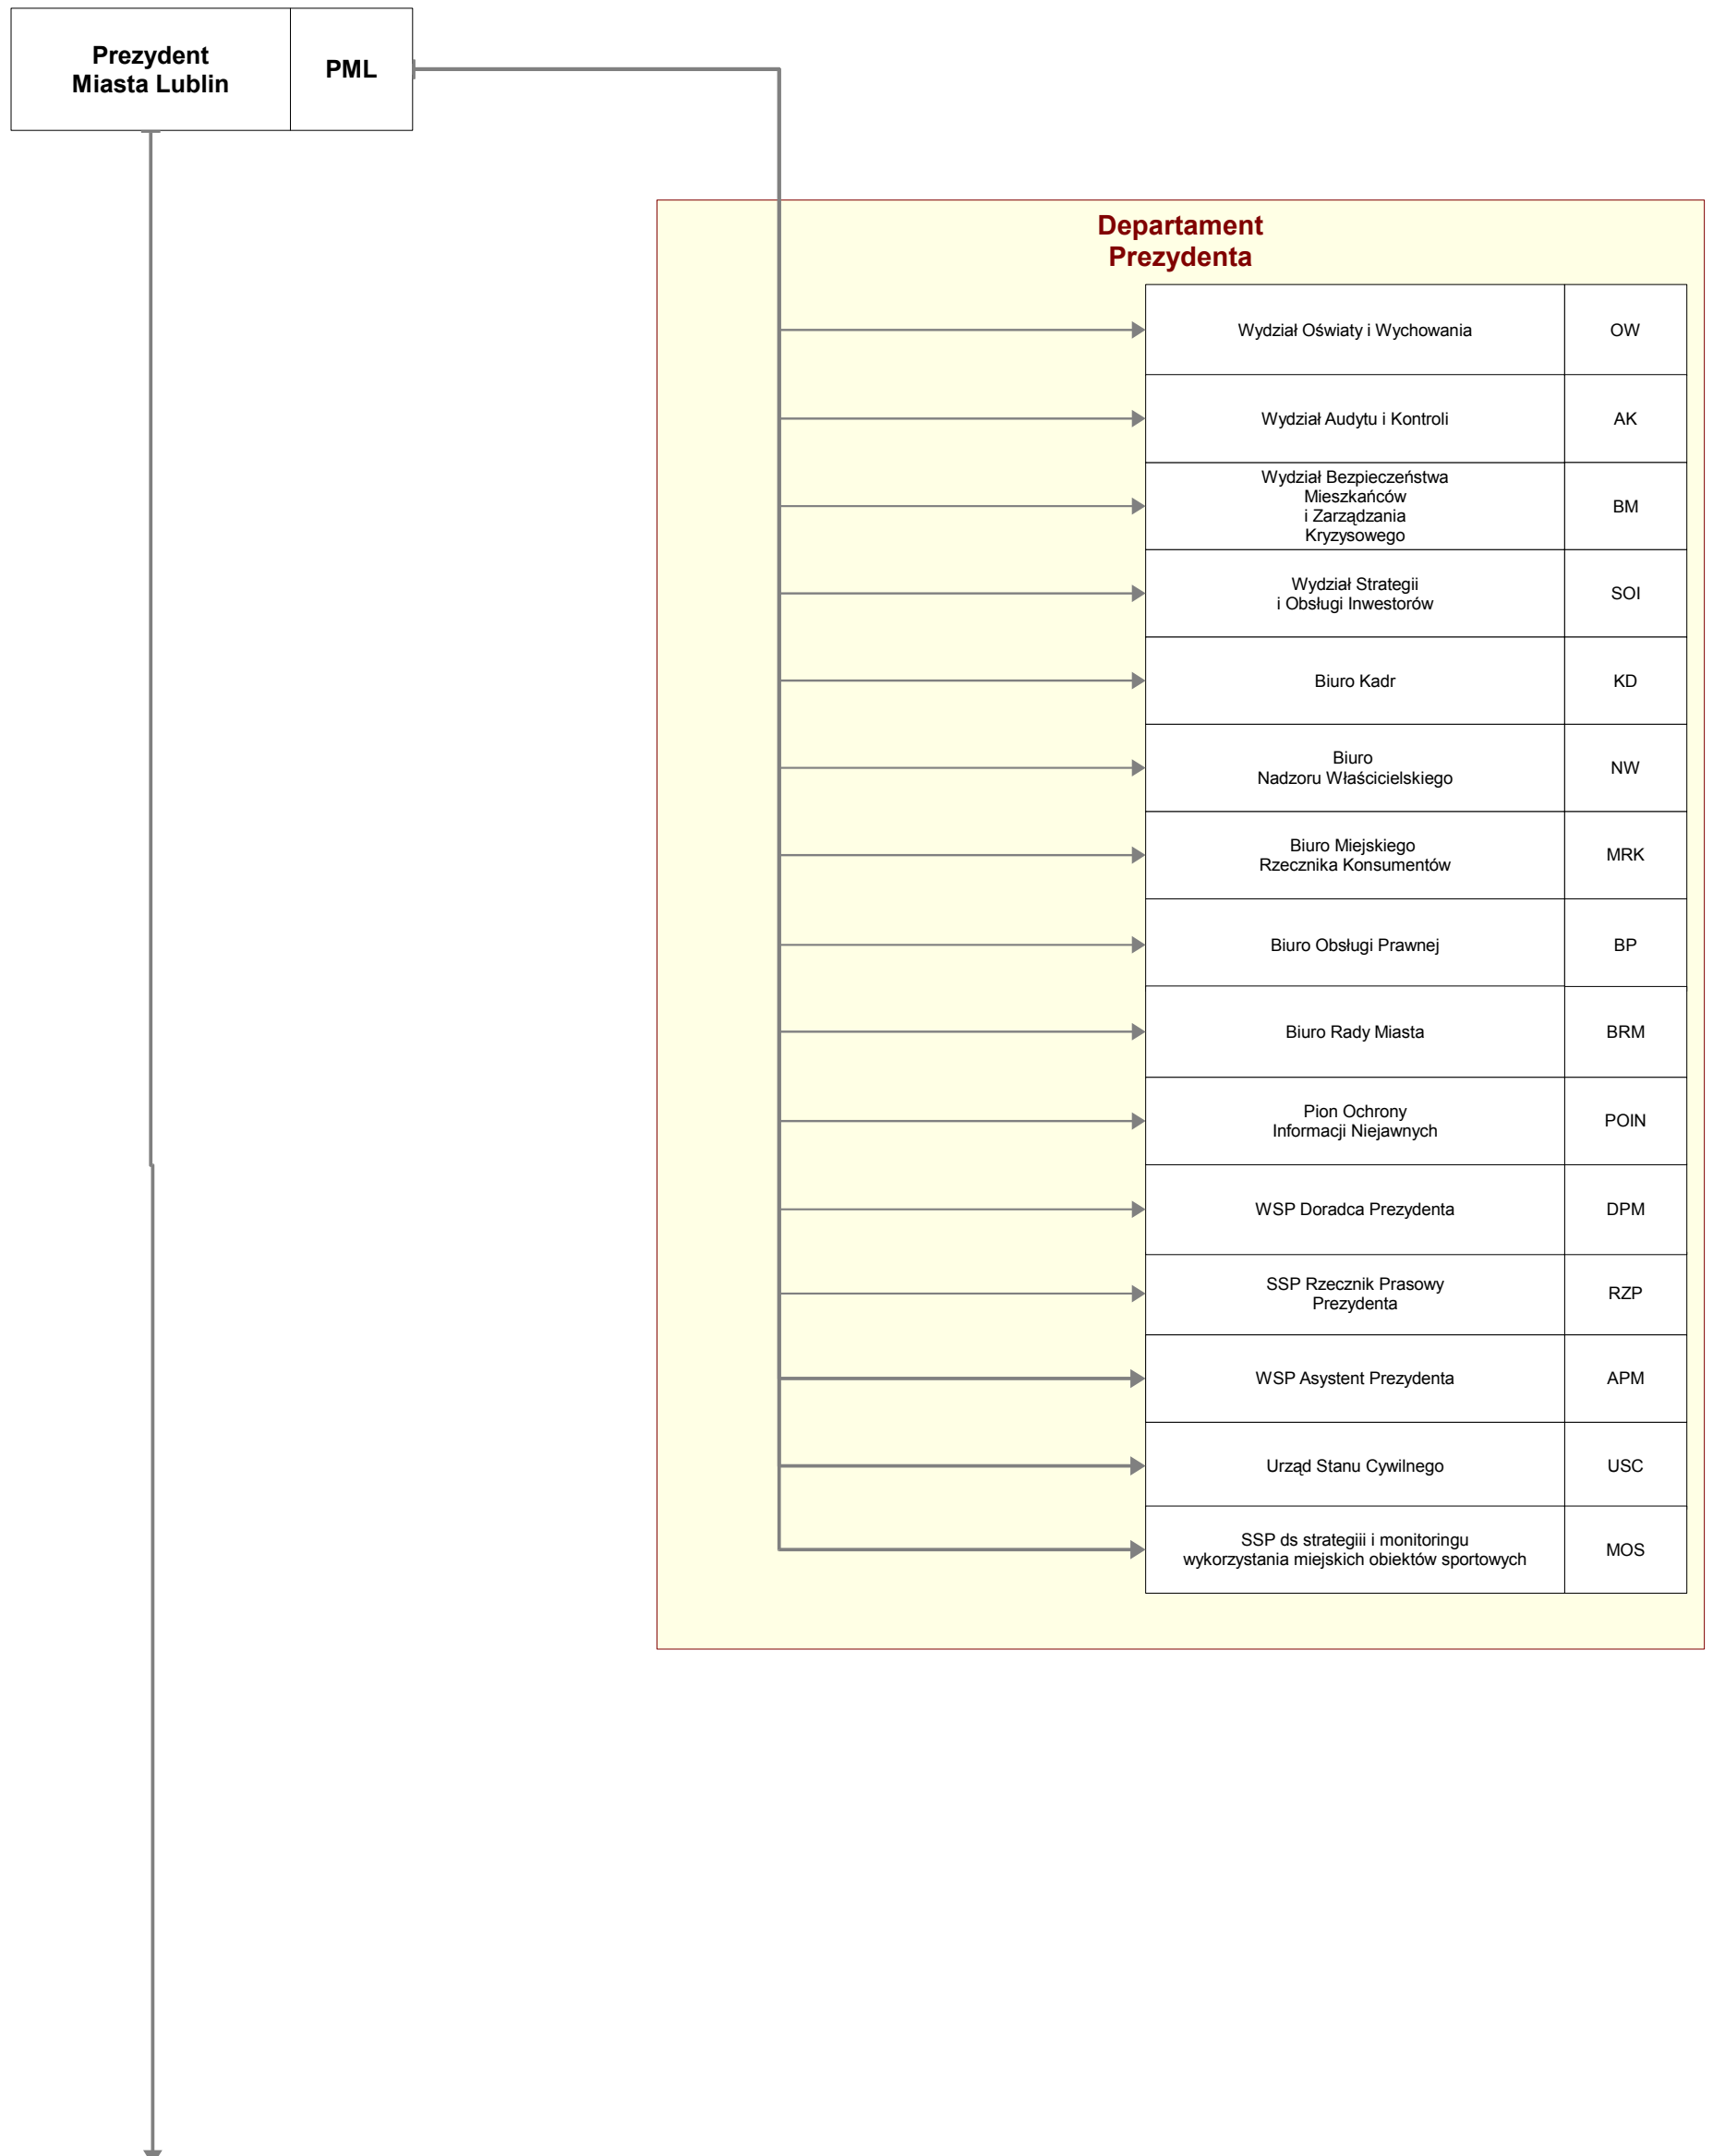 Prezydent
Miasta Lublin
PML
Departament
Prezydenta
Wydział Oświaty i Wychowania
OW
Wydział Audytu i Kontroli
AK
Wydział Bezpieczeństwa
Mieszkańców
i Zarządzania
Kryzysowego
BM
Wydział Strategii
i Obsługi Inwestorów
SOI
Biuro Kadr
KD
Biuro
Nadzoru Właścicielskiego
NW
Biuro Miejskiego
Rzecznika Konsumentów
MRK
Biuro Obsługi Prawnej
BP
Biuro Rady Miasta
BRM
Pion Ochrony
Informacji Niejawnych
POIN
WSP Doradca Prezydenta
DPM
SSP Rzecznik Prasowy
Prezydenta
RZP
WSP Asystent Prezydenta
APM
Urząd Stanu Cywilnego
USC
SSP ds strategiii i monitoringu
wykorzystania miejskich obiektów sportowych
MOS